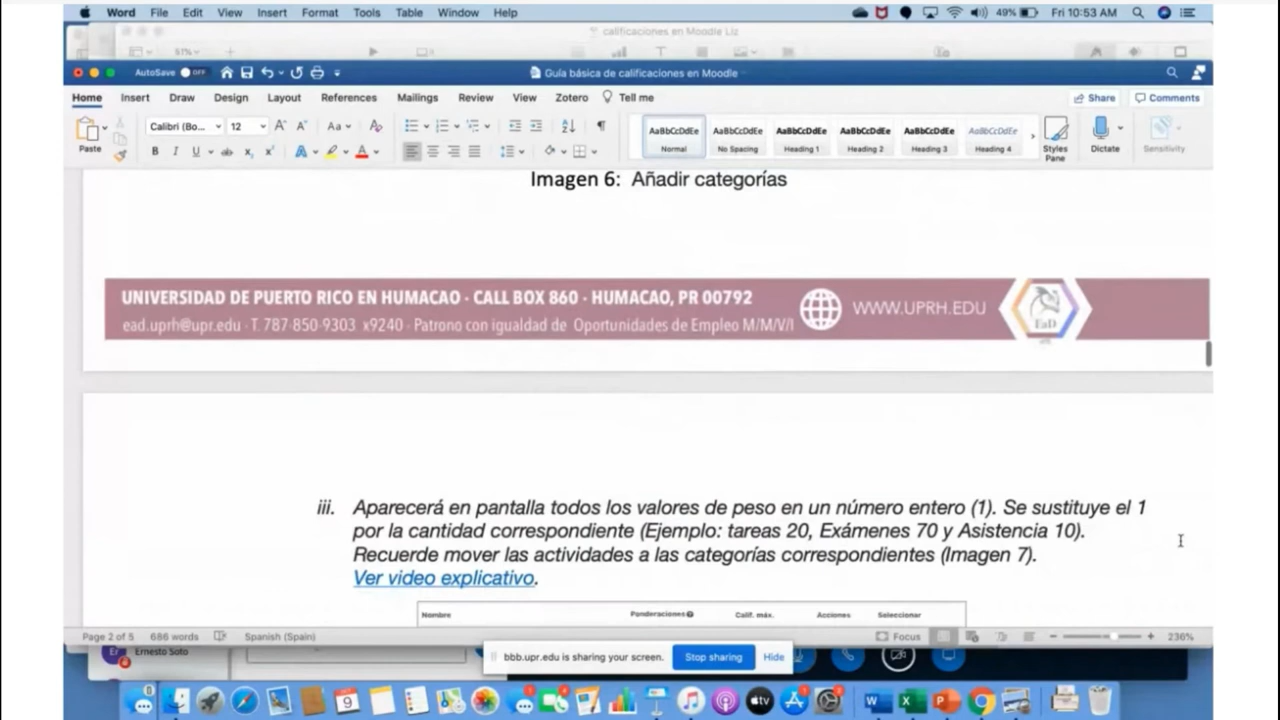 Word File Edit View Insert Format Tools Table Window Help 49% Fri 10:53 AM
calificaciones en Moodle Liz
51%
AutoSave OFF Guía básica de calificaciones en Moodle
Home Insert Draw Design Layout References Mailings Review View Zotero Tell me Share Comments
Paste Calibri (Bo... 12 Aa
AaBbCcDdEe AaBbCcDdEe AaBbCcDdEe AaBbCcDdEe AaBbCcDdEe AaBbCcDdEe
Normal No Spacing Heading 1 Heading 2 Heading 3 Heading 4 Styles Pane Dictate Sensitivity
Imagen 6: Añadir categorías
UNIVERSIDAD DE PUERTO RICO EN HUMACAO · CALL BOX 860 · HUMACAO, PR 00792
ead.uprh@upr.edu · T. 787-850-9303 x9240 · Patrono con igualdad de Oportunidades de Empleo M/M/V/I
WWW.UPRH.EDU
EaD
iii. Aparecerá en pantalla todos los valores de peso en un número entero (1). Se sustituye el 1
por la cantidad correspondiente (Ejemplo: tareas 20, Exámenes 70 y Asistencia 10).
Recuerde mover las actividades a las categorías correspondientes (Imagen 7).
Ver video explicativo.
Nombre Ponderaciones Calif. máx. Acciones Seleccionar
Page 2 of 5 686 words Spanish (Spain) Focus 236%
Er Ernesto Soto
bbb.upr.edu is sharing your screen. Stop sharing Hide
9 tv W X P